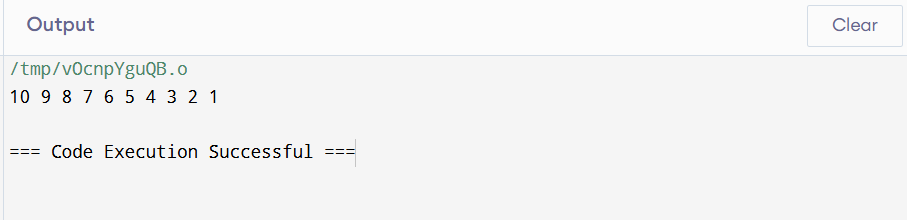 Output
Clear
/tmp/vOcnpYguQB.o
10 9 8 7 6 5 4 3 2 1
=== Code Execution Successful ===